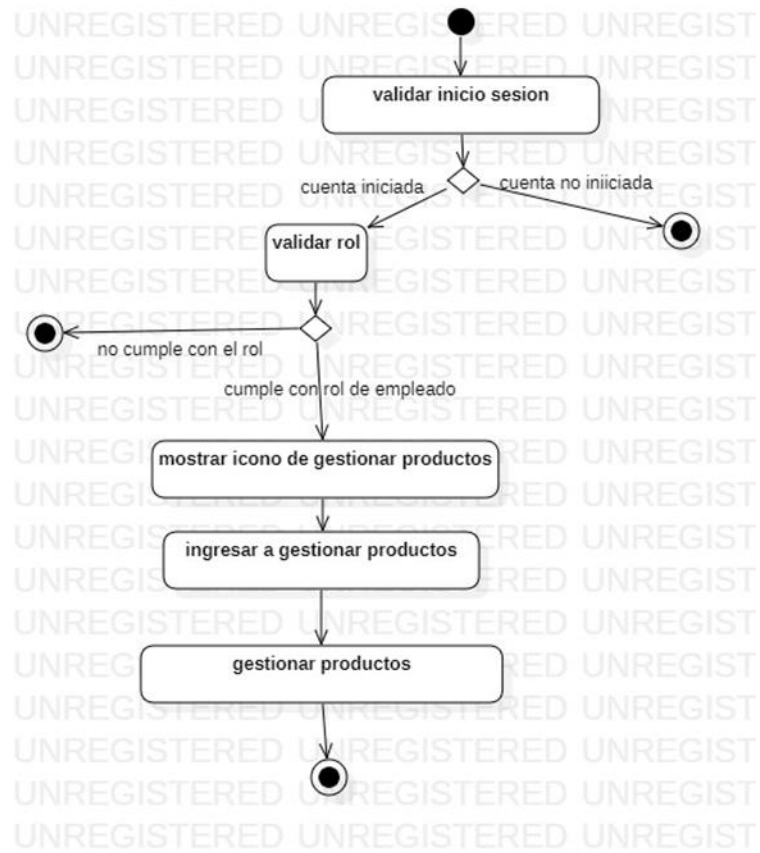 UNREGISTERED
validar inicio sesion
cuenta iniciada
cuenta no iniiciada
validar rol
no cumple con el rol
cumple con rol de empleado
mostrar icono de gestionar productos
ingresar a gestionar productos
gestionar productos